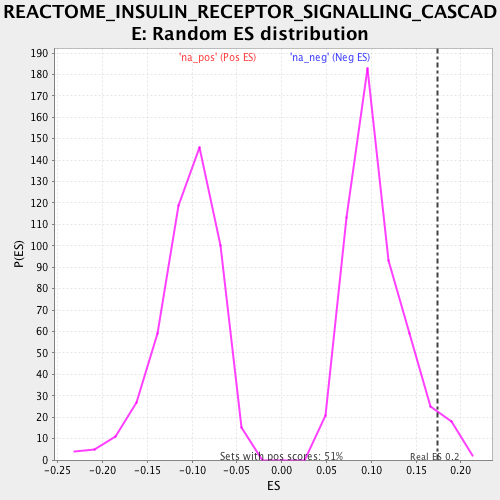 REACTOME_INSULIN_RECEPTOR_SIGNALLING_CASCAD
E: Random ES distribution
'na_pos' (Pos ES) 'na_neg' (Neg ES)
190
180
170
160
150
140
130
120
110
100
90
80
70
60
50
40
30
20
10
0
P(ES)
Sets with pos scores: 51% Real ES 0.2
-0.25 -0.20 -0.15 -0.10 -0.05 0.00 0.05 0.10 0.15 0.20
ES